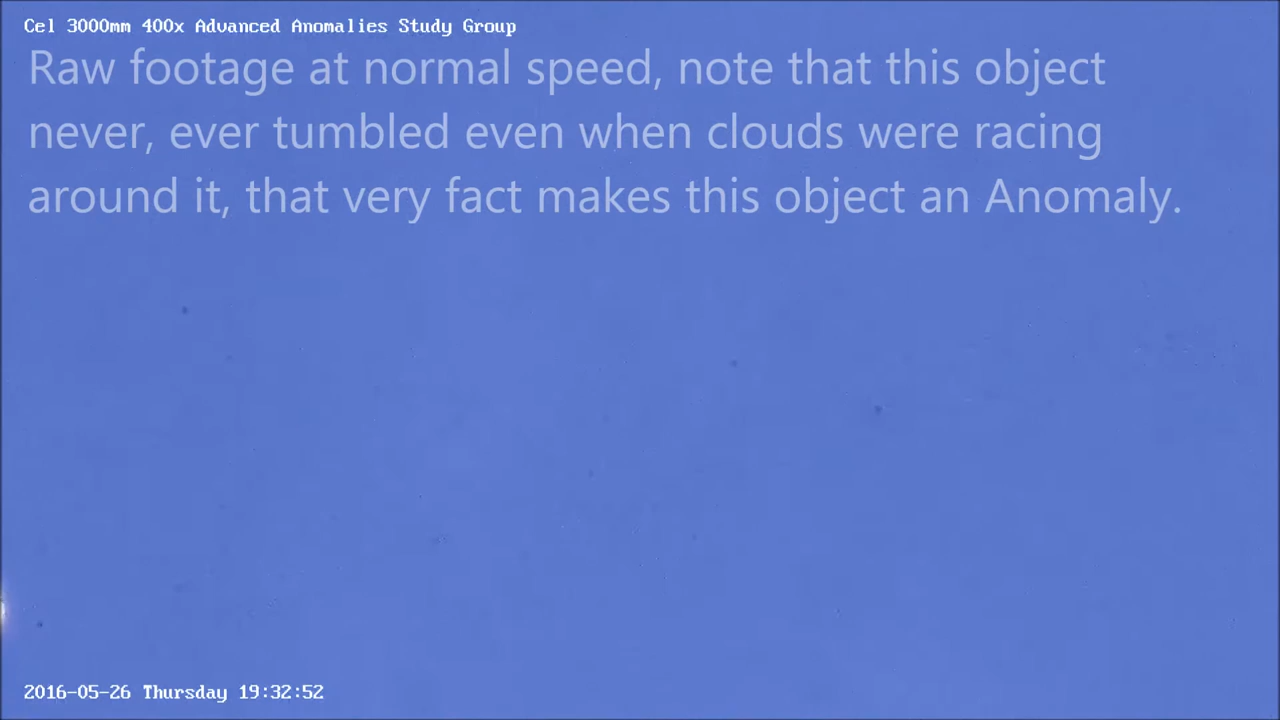 Cel 3000mm 400x Advanced Anomalies Study Group
Raw footage at normal speed, note that this object
never, ever tumbled even when clouds were racing
around it, that very fact makes this object an Anomaly.
2016-05-26 Thursday 19:32:52